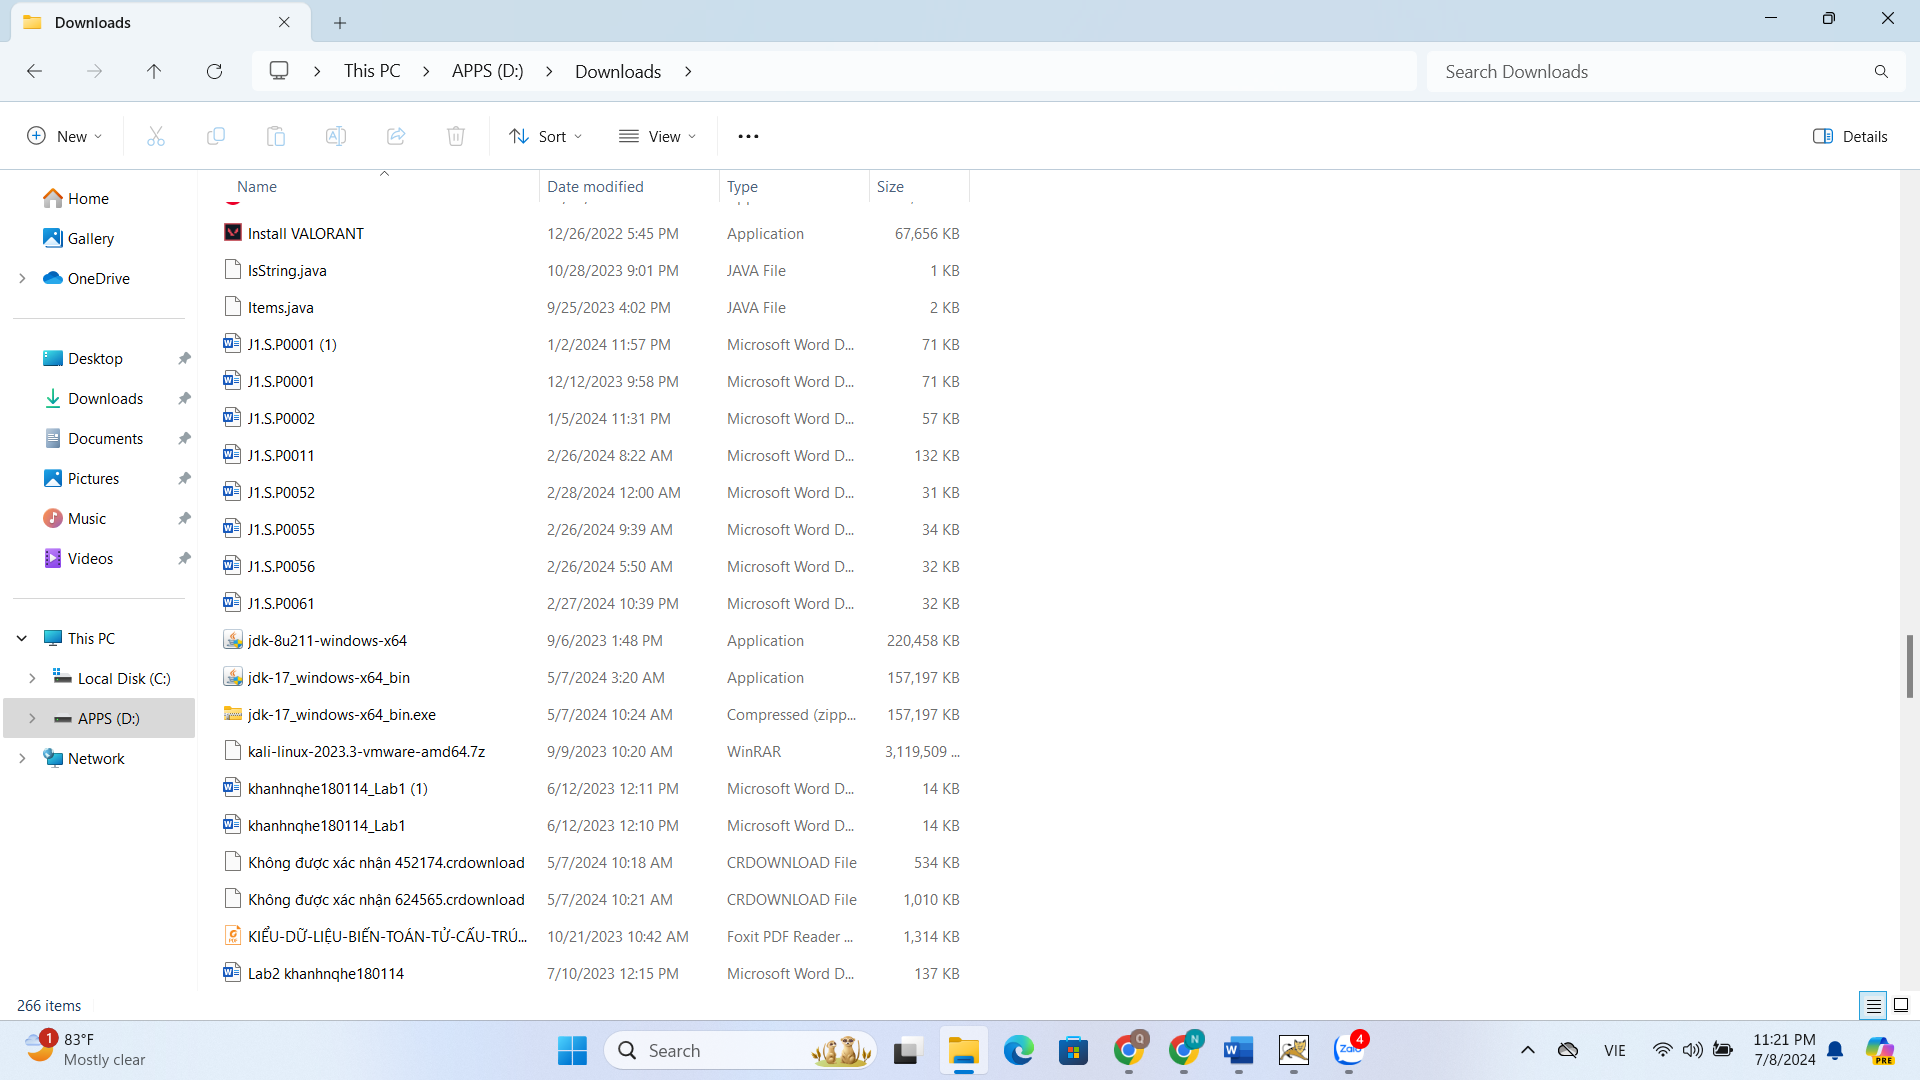 Downloads
This PC
APPS (D:)
Downloads
Search Downloads
New
Sort
View
Details
Name Date modified Type Size
Install VALORANT 12/26/2022 5:45 PM Application 67,656 KB
IsString.java 10/28/2023 9:01 PM JAVA File 1 KB
Items.java 9/25/2023 4:02 PM JAVA File 2 KB
J1.S.P0001 (1) 1/2/2024 11:57 PM Microsoft Word D... 71 KB
J1.S.P0001 12/12/2023 9:58 PM Microsoft Word D... 71 KB
J1.S.P0002 1/5/2024 11:31 PM Microsoft Word D... 57 KB
J1.S.P0011 2/26/2024 8:22 AM Microsoft Word D... 132 KB
J1.S.P0052 2/28/2024 12:00 AM Microsoft Word D... 31 KB
J1.S.P0055 2/26/2024 9:39 AM Microsoft Word D... 34 KB
J1.S.P0056 2/26/2024 5:50 AM Microsoft Word D... 32 KB
J1.S.P0061 2/27/2024 10:39 PM Microsoft Word D... 32 KB
jdk-8u211-windows-x64 9/6/2023 1:48 PM Application 220,458 KB
jdk-17_windows-x64_bin 5/7/2024 3:20 AM Application 157,197 KB
jdk-17_windows-x64_bin.exe 5/7/2024 10:24 AM Compressed (zipp... 157,197 KB
kali-linux-2023.3-vmware-amd64.7z 9/9/2023 10:20 AM WinRAR 3,119,509 ...
khanhnqhe180114_Lab1 (1) 6/12/2023 12:11 PM Microsoft Word D... 14 KB
khanhnqhe180114_Lab1 6/12/2023 12:10 PM Microsoft Word D... 14 KB
Không được xác nhận 452174.crdownload 5/7/2024 10:18 AM CRDOWNLOAD File 534 KB
Không được xác nhận 624565.crdownload 5/7/2024 10:21 AM CRDOWNLOAD File 1,010 KB
KIỂU-DỮ-LIỆU-BIẾN-TOÁN-TỬ-CẤU-TRÚ... 10/21/2023 10:42 AM Foxit PDF Reader ... 1,314 KB
Lab2 khanhnqhe180114 7/10/2023 12:15 PM Microsoft Word D... 137 KB
Home
Gallery
OneDrive
Desktop
Downloads
Documents
Pictures
Music
Videos
This PC
Local Disk (C:)
APPS (D:)
Network
266 items
1
83°F
Mostly clear
Search
Q
N
W
Zalo
4
VIE
11:21 PM
7/8/2024
PRE